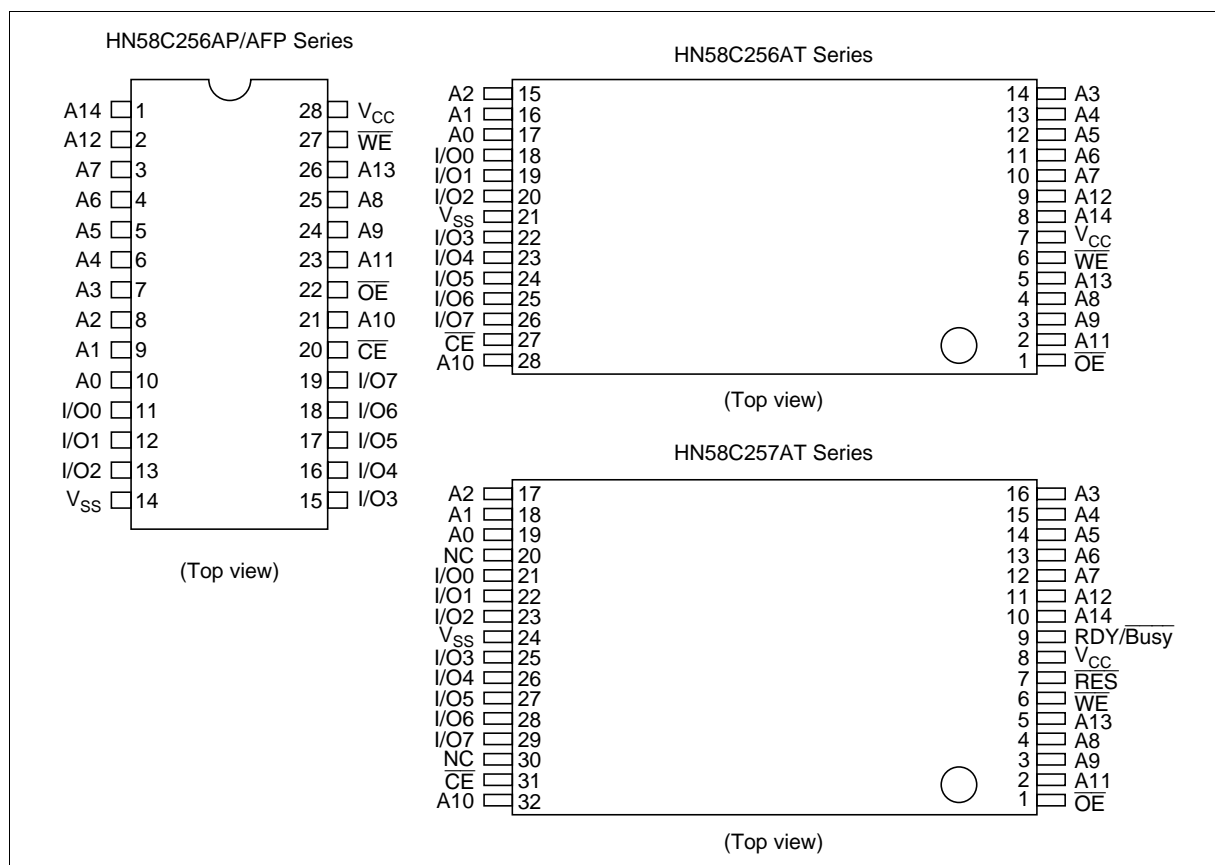 HN58C256AP/AFP Series
A14 1 28 VCC
A12 2 27 WE
A7 3 26 A13
A6 4 25 A8
A5 5 24 A9
A4 6 23 A11
A3 7 22 OE
A2 8 21 A10
A1 9 20 CE
A0 10 19 I/O7
I/O0 11 18 I/O6
I/O1 12 17 I/O5
I/O2 13 16 I/O4
VSS 14 15 I/O3
(Top view)
HN58C256AT Series
A2 15 14 A3
A1 16 13 A4
A0 17 12 A5
I/O0 18 11 A6
I/O1 19 10 A7
I/O2 20 9 A12
VSS 21 8 A14
I/O3 22 7 VCC
I/O4 23 6 WE
I/O5 24 5 A13
I/O6 25 4 A8
I/O7 26 3 A9
CE 27 2 A11
A10 28 1 OE
(Top view)
HN58C257AT Series
A2 17 16 A3
A1 18 15 A4
A0 19 14 A5
NC 20 13 A6
I/O0 21 12 A7
I/O1 22 11 A12
I/O2 23 10 A14
VSS 24 9 RDY/Busy
I/O3 25 8 VCC
I/O4 26 7 RES
I/O5 27 6 WE
I/O6 28 5 A13
I/O7 29 4 A8
NC 30 3 A9
CE 31 2 A11
A10 32 1 OE
(Top view)